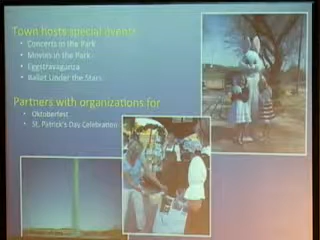 Town hosts special events:
• Concerts in the Park
• Movies in the Park
• Eggstravaganza
• Ballet Under the Stars
Partners with organizations for
• Oktoberfest
• St. Patrick's Day Celebration